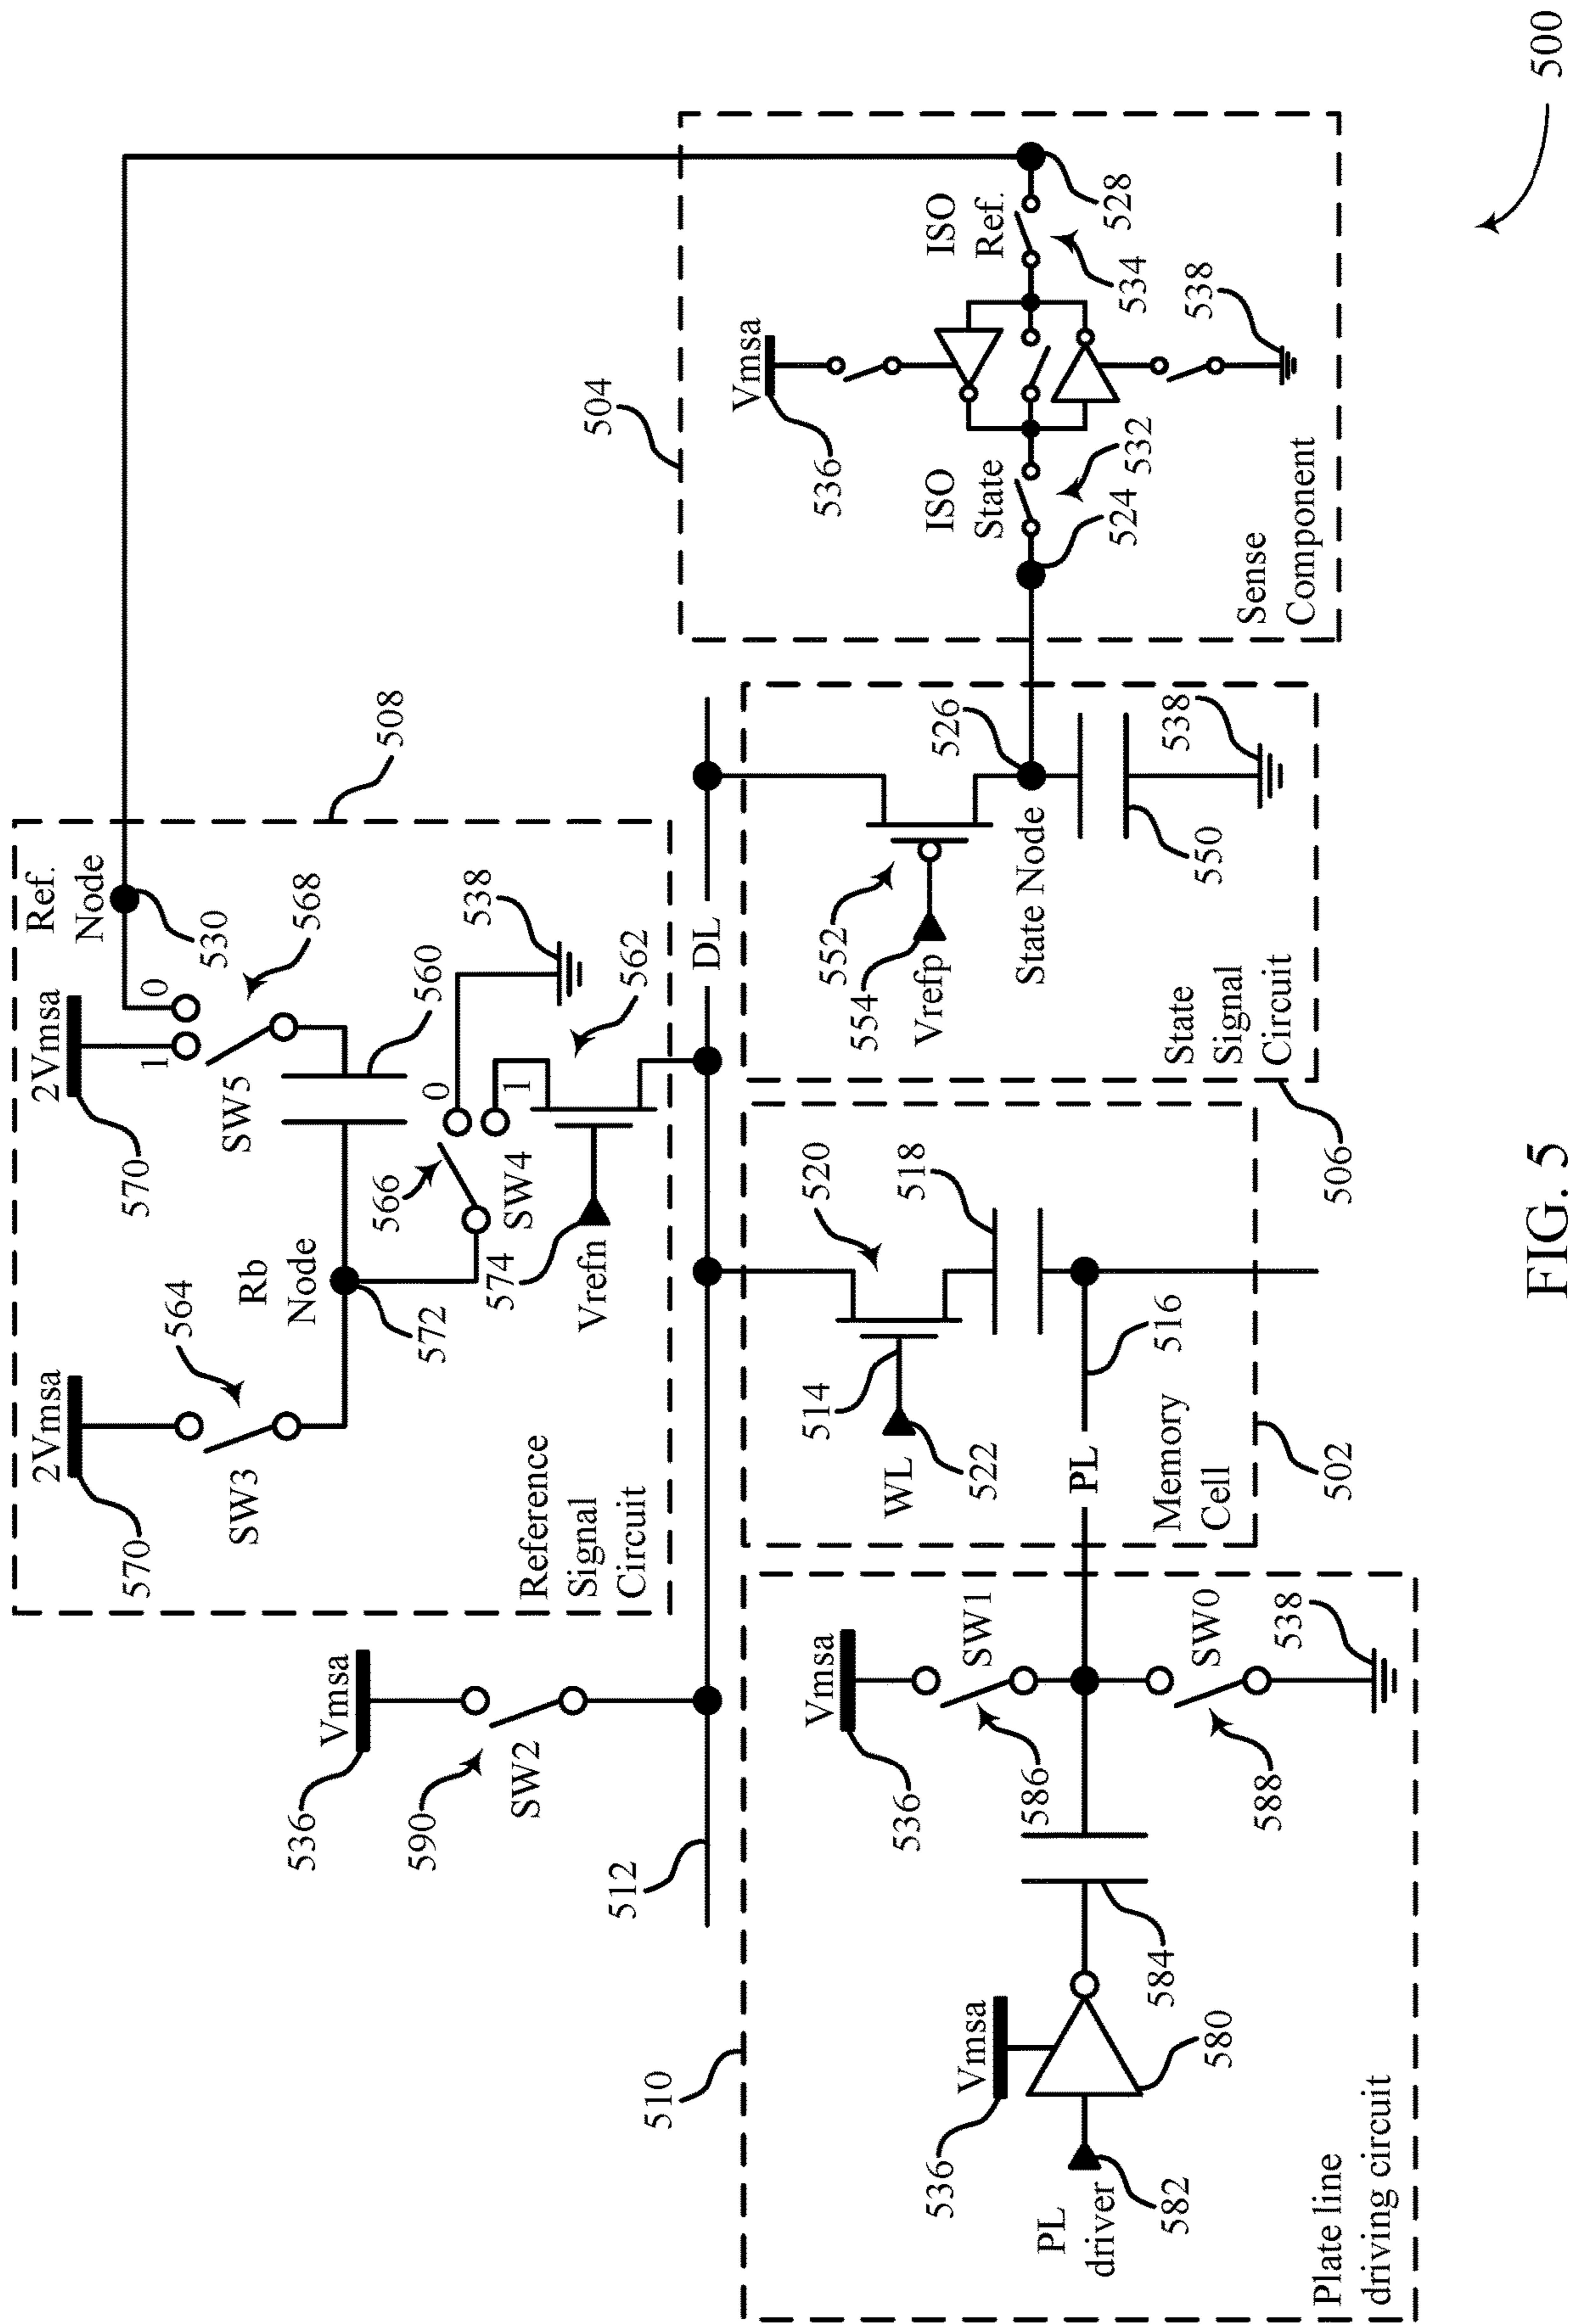 2Vmsa
570
SW3
564
Rb
Node
572
2Vmsa
570
1
0
SW5
568
560
Ref.
Node
530
508
566
SW4
0
1
538
574
Vrefn
562
Reference
Signal
Circuit
Vmsa
536
590
SW2
512
DL
510
Vmsa
536
PL
driver
582
580
584
Vmsa
536
SW1
586
SW0
588
538
Plate line
driving circuit
520
514
WL
522
518
PL
516
Memory
Cell
502
552
554
Vrefp
526
State Node
550
538
State
Signal
Circuit
506
504
Vmsa
536
ISO
State
ISO
Ref.
532
524
534
528
538
Sense
Component
500
FIG. 5